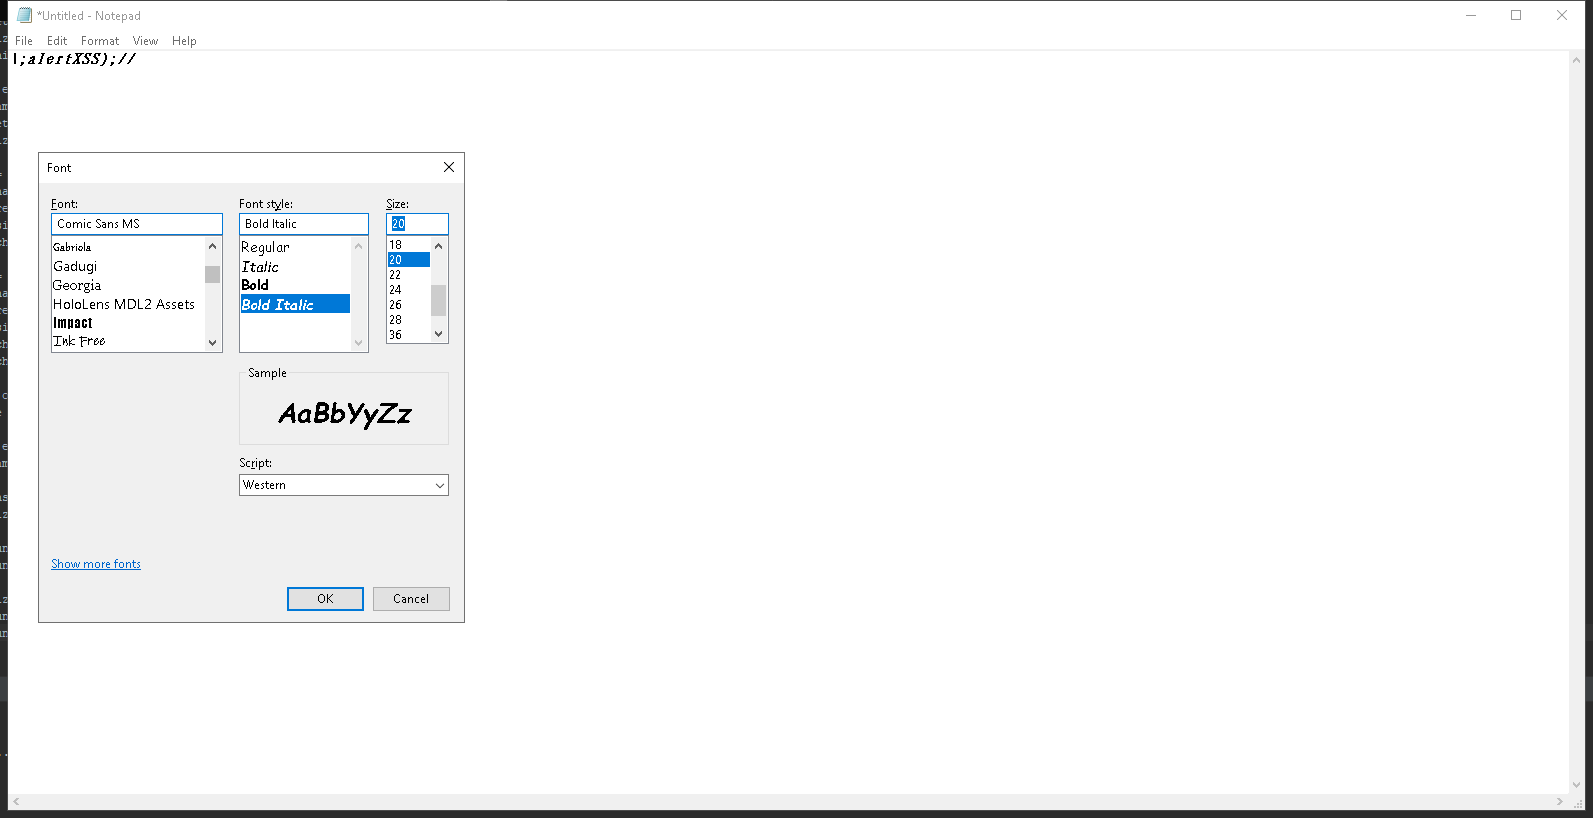 *Untitled - Notepad
File Edit Format View Help
\;alertXSS);//
Font
Font: Font style: Size:
Comic Sans MS Bold Italic 20
Gabriola
Gadugi
Georgia
HoloLens MDL2 Assets
Impact
Ink Free
Regular
Italic
Bold
Bold Italic
18
20
22
24
26
28
36
Sample
AaBbYyZz
Script:
Western
Show more fonts
OK Cancel